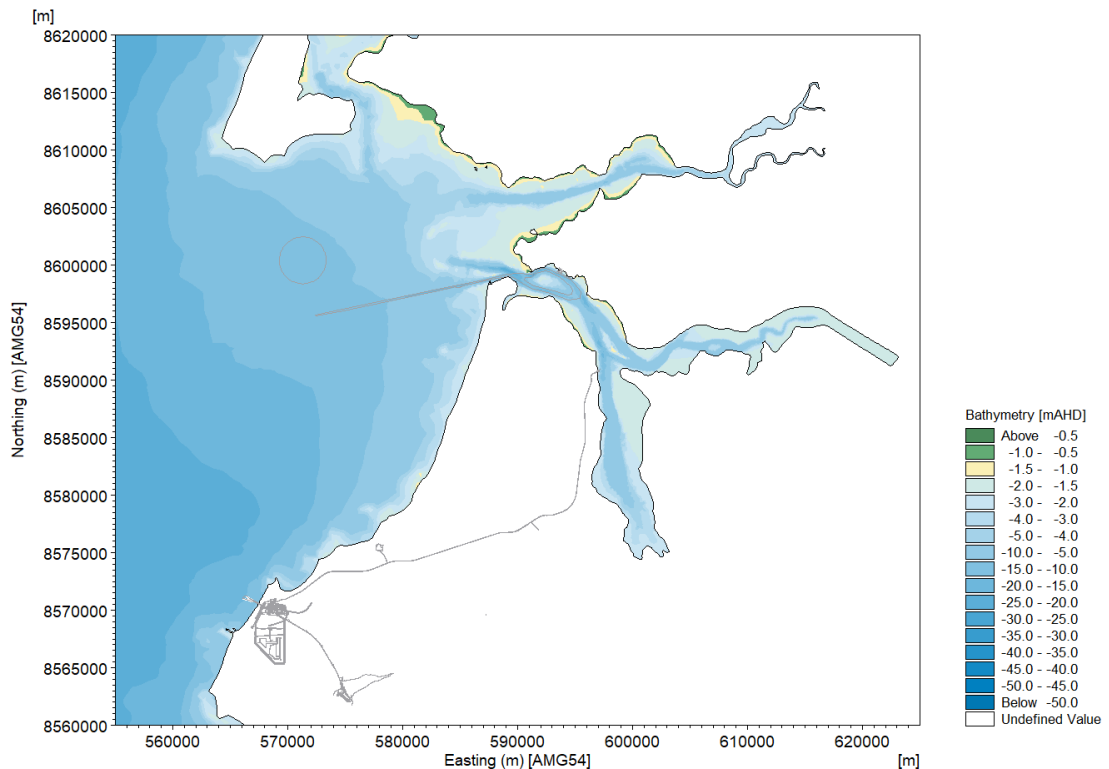 [m]
8620000
8615000
8610000
8605000
8600000
8595000
8590000
8585000
8580000
8575000
8570000
8565000
8560000
Northing (m) [AMG54]
560000 570000 580000 590000 600000 610000 620000
Easting (m) [AMG54] [m]
Bathymetry [mAHD]
Above -0.5
-1.0 - -0.5
-1.5 - -1.0
-2.0 - -1.5
-3.0 - -2.0
-4.0 - -3.0
-5.0 - -4.0
-10.0 - -5.0
-15.0 - -10.0
-20.0 - -15.0
-25.0 - -20.0
-30.0 - -25.0
-35.0 - -30.0
-40.0 - -35.0
-45.0 - -40.0
-50.0 - -45.0
Below -50.0
Undefined Value